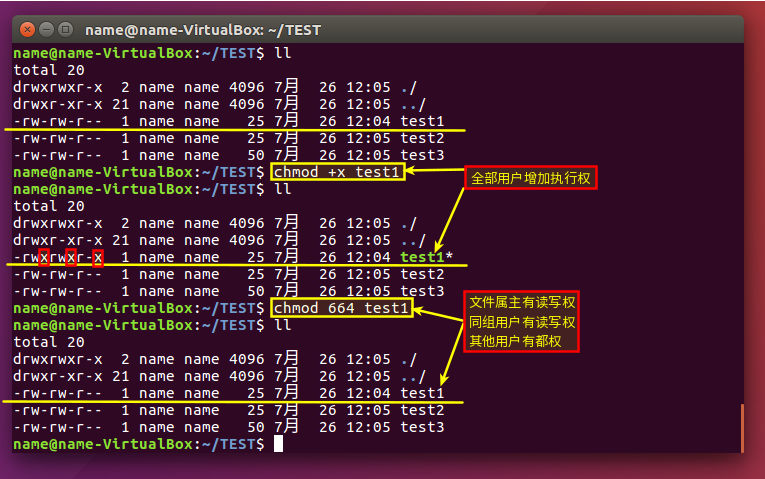 name@name-VirtualBox: ~/TEST
name@name-VirtualBox:~/TEST$ ll
total 20
drwxrwxr-x  2 name name 4096 7月  26 12:05 ./
drwxr-xr-x 21 name name 4096 7月  26 12:05 ../
-rw-rw-r--  1 name name   25 7月  26 12:04 test1
-rw-rw-r--  1 name name   25 7月  26 12:05 test2
-rw-rw-r--  1 name name   50 7月  26 12:05 test3
name@name-VirtualBox:~/TEST$ chmod +x test1
全部用户增加执行权
name@name-VirtualBox:~/TEST$ ll
total 20
drwxrwxr-x  2 name name 4096 7月  26 12:05 ./
drwxr-xr-x 21 name name 4096 7月  26 12:05 ../
-rwxrwxr-x  1 name name   25 7月  26 12:04 test1*
-rw-rw-r--  1 name name   25 7月  26 12:05 test2
-rw-rw-r--  1 name name   50 7月  26 12:05 test3
name@name-VirtualBox:~/TEST$ chmod 664 test1
文件属主有读写权
同组用户有读写权
其他用户有都权
name@name-VirtualBox:~/TEST$ ll
total 20
drwxrwxr-x  2 name name 4096 7月  26 12:05 ./
drwxr-xr-x 21 name name 4096 7月  26 12:05 ../
-rw-rw-r--  1 name name   25 7月  26 12:04 test1
-rw-rw-r--  1 name name   25 7月  26 12:05 test2
-rw-rw-r--  1 name name   50 7月  26 12:05 test3
name@name-VirtualBox:~/TEST$